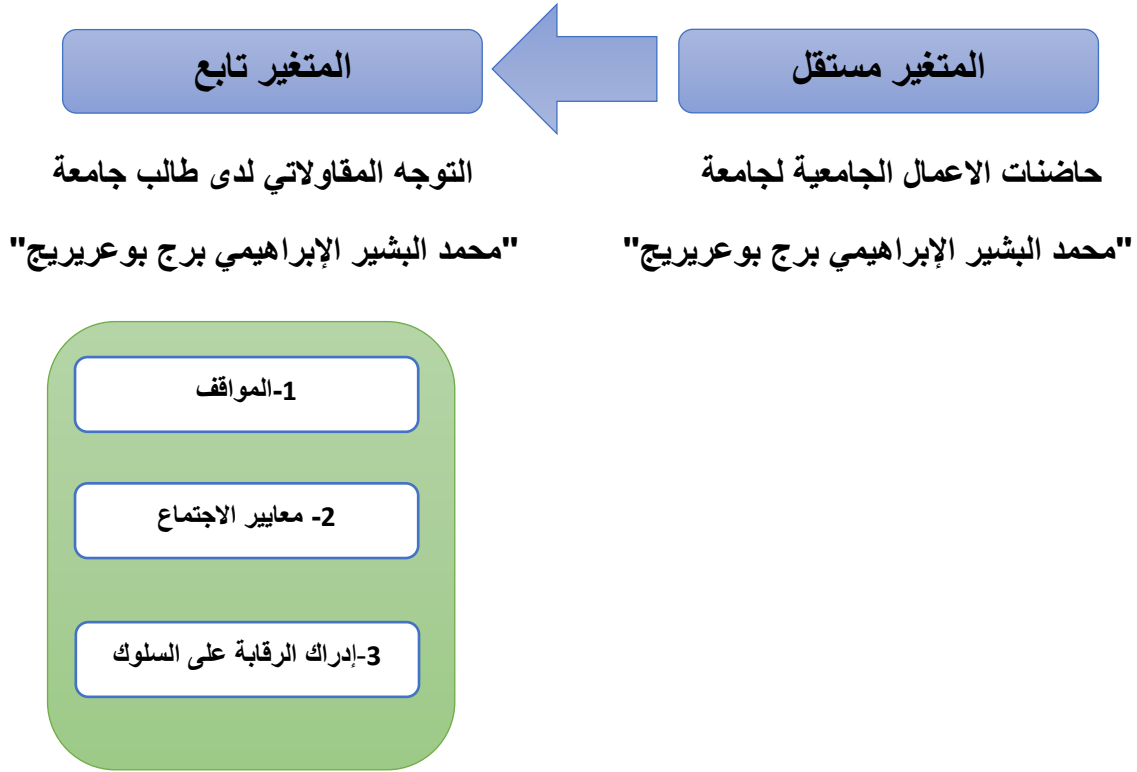 المتغير مستقل
المتغير تابع
حاضنات الاعمال الجامعية لجامعة
"محمد البشير الإبراهيمي برج بوعريريج"
التوجه المقاولاتي لدى طالب جامعة
"محمد البشير الإبراهيمي برج بوعريريج"
1-المواقف
2- معايير الاجتماع
3-إدراك الرقابة على السلوك